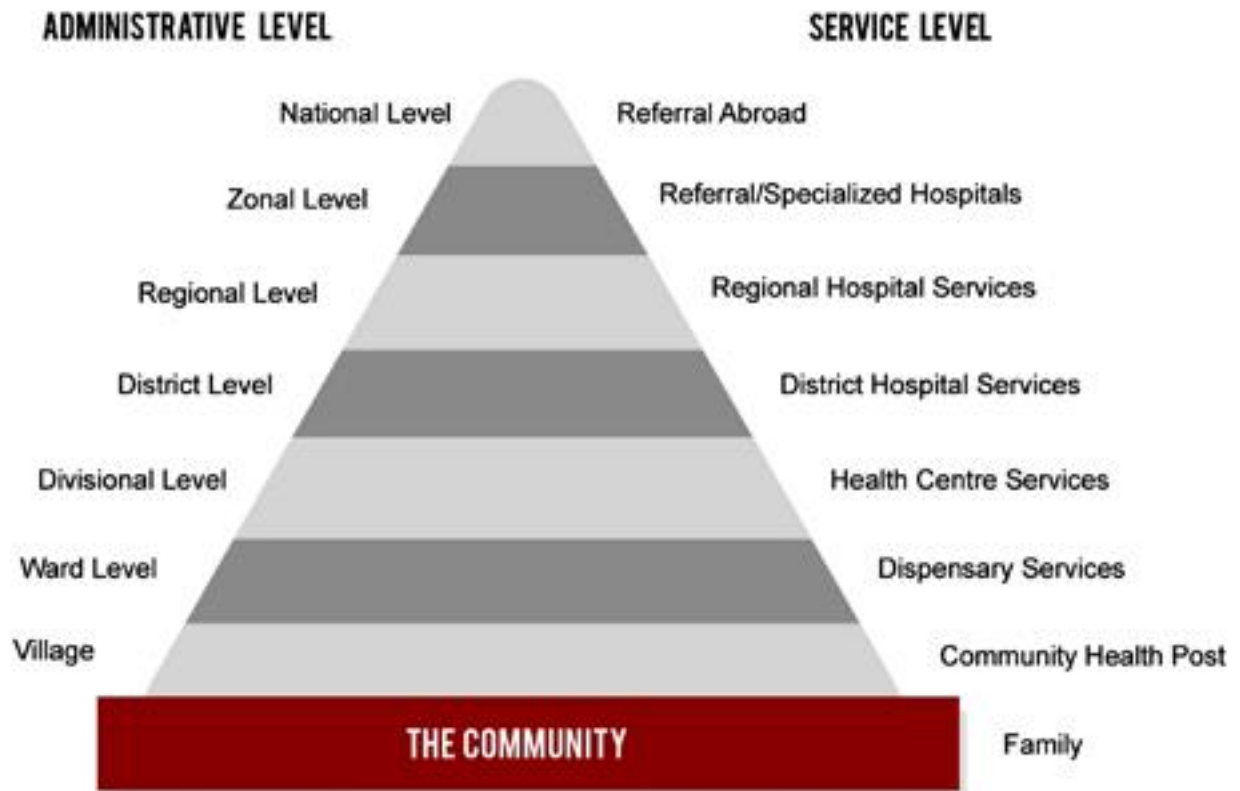 ADMINISTRATIVE LEVEL
SERVICE LEVEL
National Level
Referral Abroad
Zonal Level
Referral/Specialized Hospitals
Regional Level
Regional Hospital Services
District Level
District Hospital Services
Divisional Level
Health Centre Services
Ward Level
Dispensary Services
Village
Community Health Post
THE COMMUNITY
Family